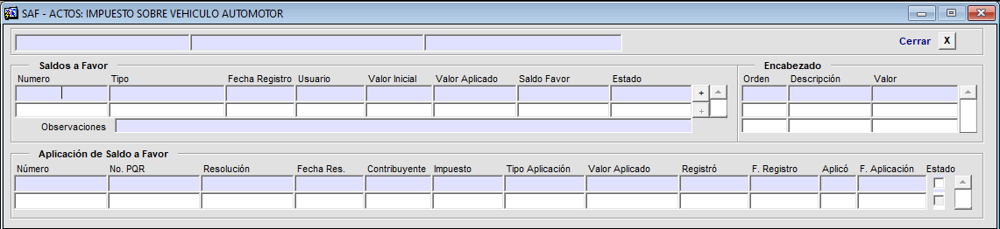 SAF - ACTOS: IMPUESTO SOBRE VEHICULO AUTOMOTOR
Cerrar X
Saldos a Favor
Numero Tipo Fecha Registro Usuario Valor Inicial Valor Aplicado Saldo Favor Estado
+
+
Observaciones
Encabezado
Orden Descripción Valor
Aplicación de Saldo a Favor
Número No. PQR Resolución Fecha Res. Contribuyente Impuesto Tipo Aplicación Valor Aplicado Registró F. Registro Aplicó F. Aplicación Estado